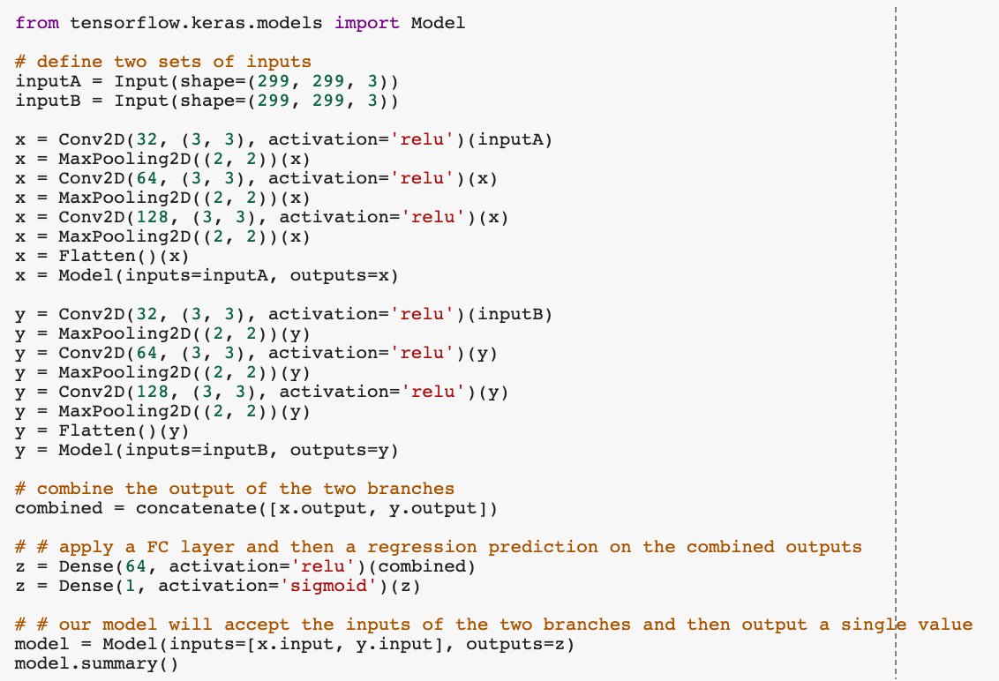 from tensorflow.keras.models import Model
# define two sets of inputs
inputA = Input(shape=(299, 299, 3))
inputB = Input(shape=(299, 299, 3))
x = Conv2D(32, (3, 3), activation='relu')(inputA)
x = MaxPooling2D((2, 2))(x)
x = Conv2D(64, (3, 3), activation='relu')(x)
x = MaxPooling2D((2, 2))(x)
x = Conv2D(128, (3, 3), activation='relu')(x)
x = MaxPooling2D((2, 2))(x)
x = Flatten()(x)
x = Model(inputs=inputA, outputs=x)
y = Conv2D(32, (3, 3), activation='relu')(inputB)
y = MaxPooling2D((2, 2))(y)
y = Conv2D(64, (3, 3), activation='relu')(y)
y = MaxPooling2D((2, 2))(y)
y = Conv2D(128, (3, 3), activation='relu')(y)
y = MaxPooling2D((2, 2))(y)
y = Flatten()(y)
y = Model(inputs=inputB, outputs=y)
# combine the output of the two branches
combined = concatenate([x.output, y.output])
# # apply a FC layer and then a regression prediction on the combined outputs
z = Dense(64, activation='relu')(combined)
z = Dense(1, activation='sigmoid')(z)
# # our model will accept the inputs of the two branches and then output a single value
model = Model(inputs=[x.input, y.input], outputs=z)
model.summary()